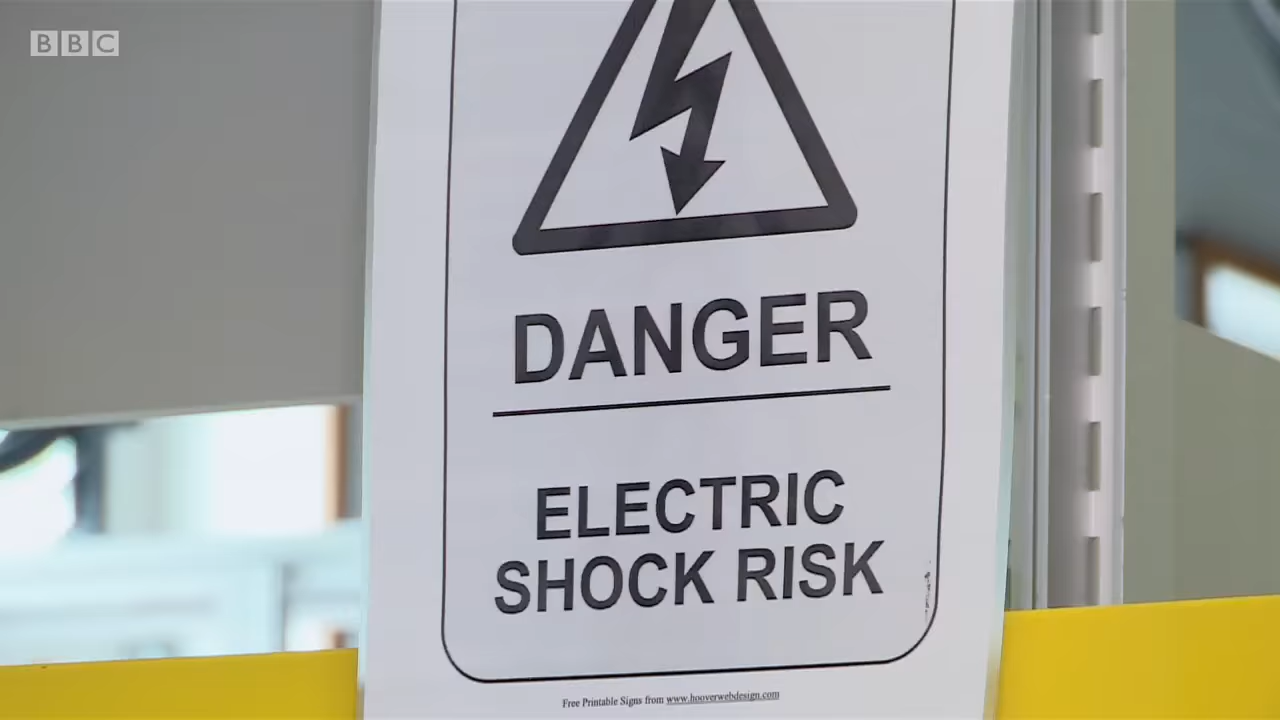 BBC
DANGER
ELECTRIC
SHOCK RISK
Free Printable Signs from www.hooverwebdesign.com